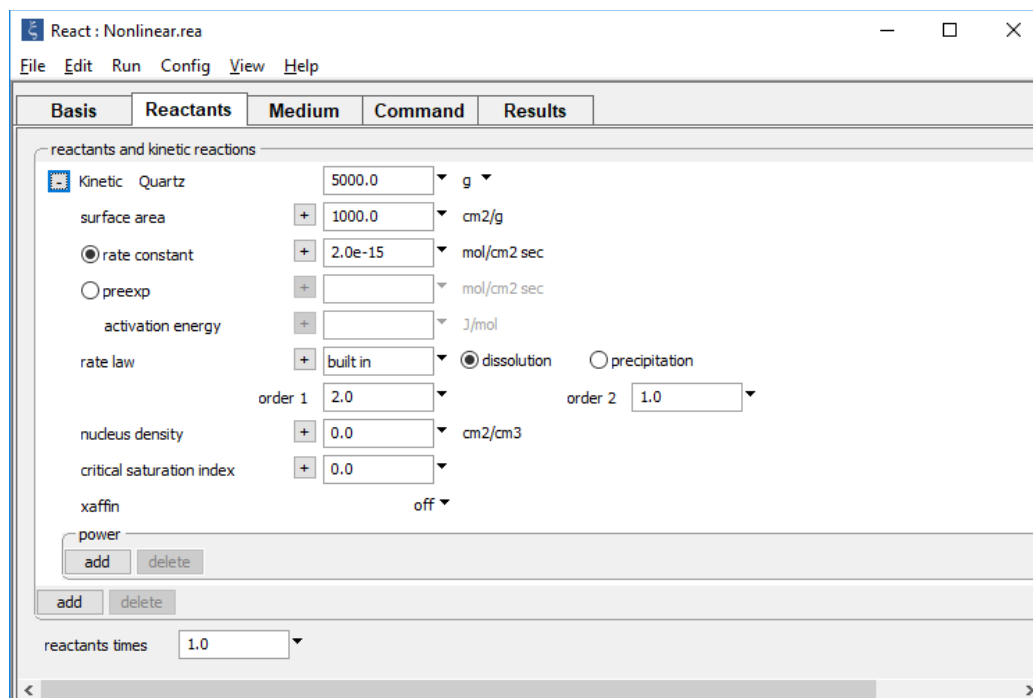 ξ React : Nonlinear.rea
File Edit Run Config View Help
Basis Reactants Medium Command Results
reactants and kinetic reactions
- Kinetic Quartz 5000.0 g
surface area + 1000.0 cm2/g
rate constant + 2.0e-15 mol/cm2 sec
preexp + mol/cm2 sec
activation energy + J/mol
rate law + built in dissolution precipitation
order 1 2.0 order 2 1.0
nucleus density + 0.0 cm2/cm3
critical saturation index + 0.0
xaffin off
power
add delete
add delete
reactants times 1.0